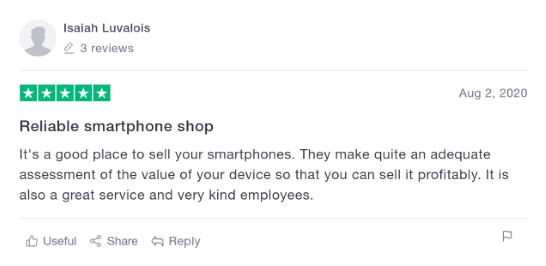 Isaiah Luvalois
3 reviews
Aug 2, 2020
Reliable smartphone shop
It's a good place to sell your smartphones. They make quite an adequate
assessment of the value of your device so that you can sell it profitably. It is
also a great service and very kind employees.
Useful Share Reply